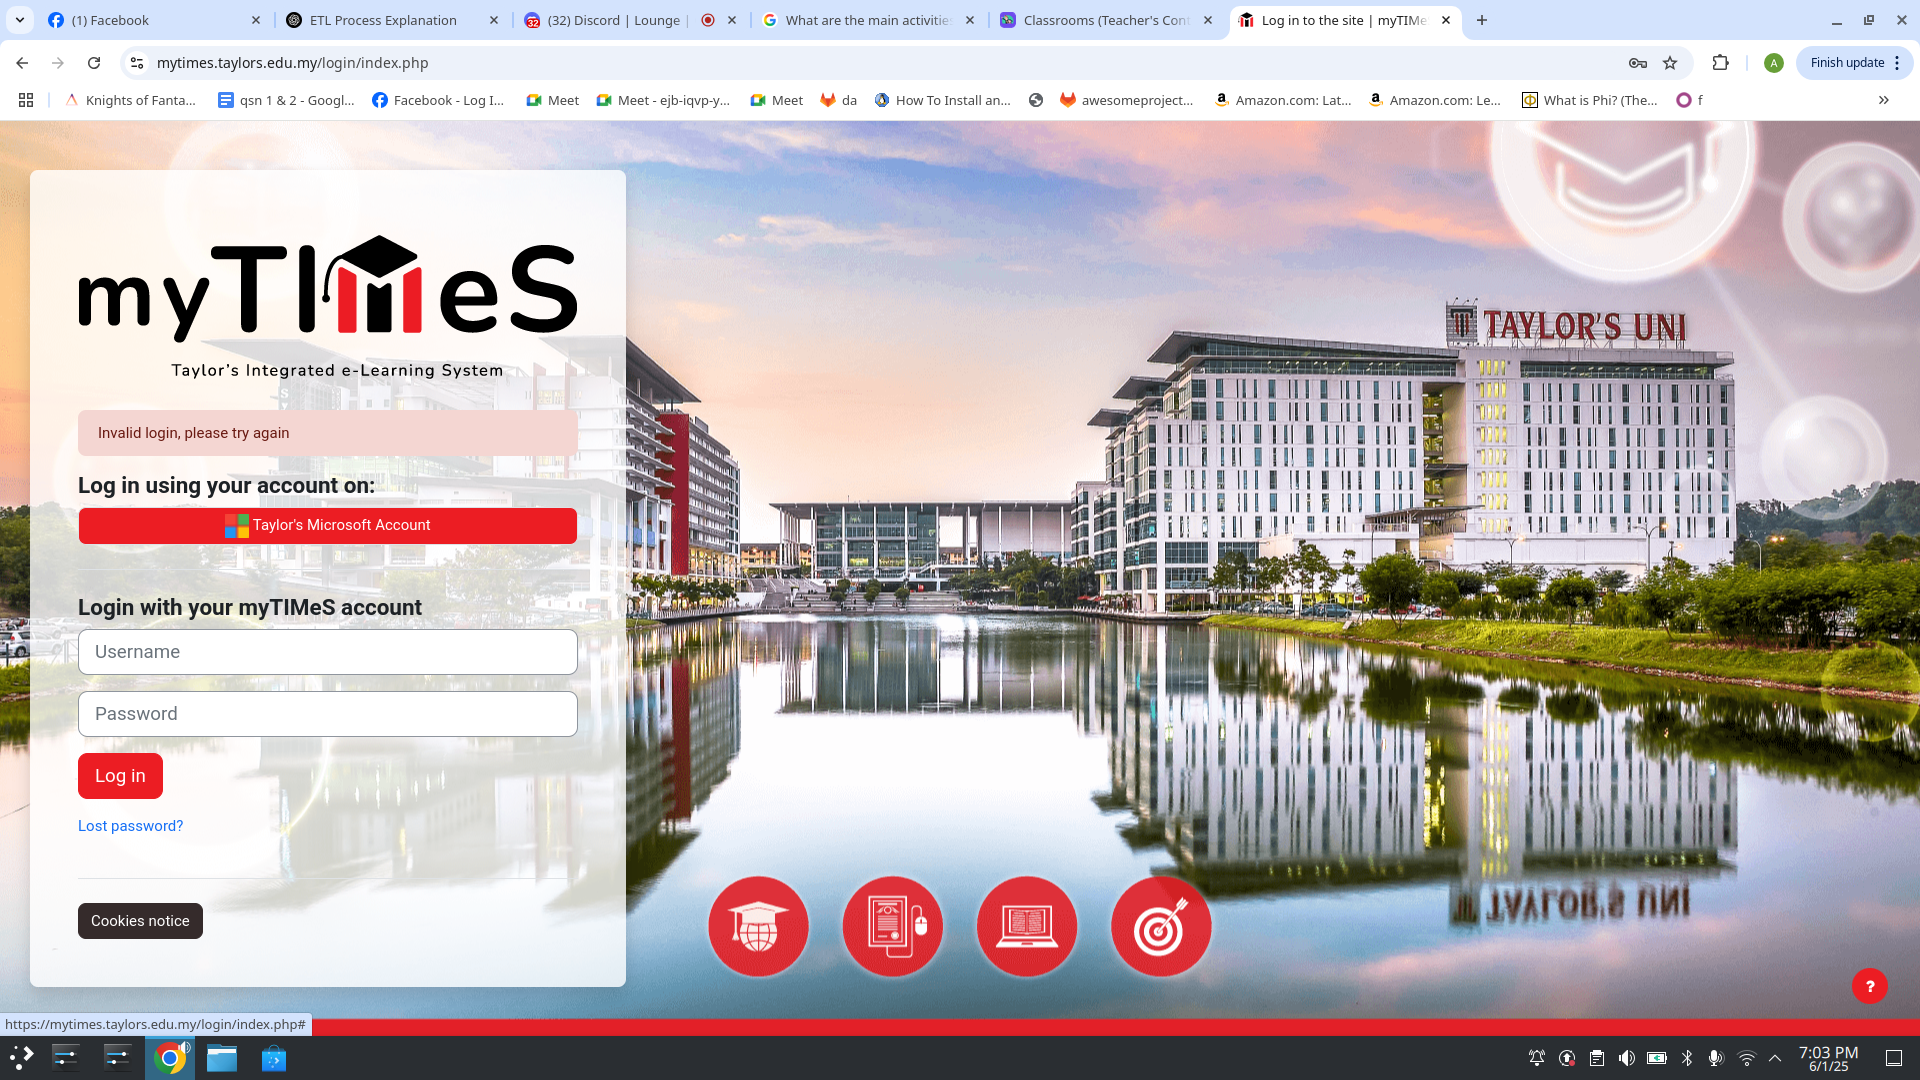 (1) Facebook
ETL Process Explanation
(32) Discord | Lounge |
What are the main activitie
Classrooms (Teacher's Cont
Log in to the site | myTIMe
mytimes.taylors.edu.my/login/index.php
A
Finish update
Knights of Fanta...
qsn 1 & 2 - Googl...
Facebook - Log I...
Meet
Meet - ejb-iqvp-y...
Meet
da
How To Install an...
awesomeproject...
Amazon.com: Lat...
Amazon.com: Le...
What is Phi? (The...
f
TAYLOR'S UNI
myTIMeS
Taylor's Integrated e-Learning System
Invalid login, please try again
Log in using your account on:
Taylor's Microsoft Account
Login with your myTIMeS account
Username
Password
Log in
Lost password?
Cookies notice
?
https://mytimes.taylors.edu.my/login/index.php#
7:03 PM
6/1/25